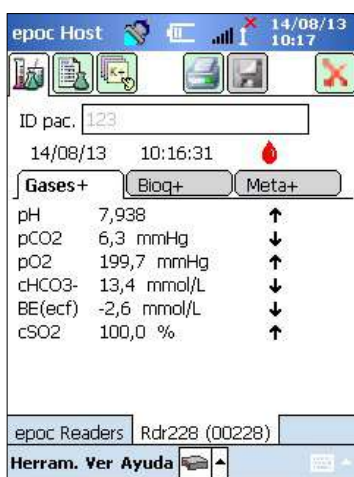 epoc Host 14/08/13
10:17
ID pac. 123
14/08/13 10:16:31
Gases+ Bioq+ Meta+
pH 7,938 ↑
pCO2 6,3 mmHg ↓
pO2 199,7 mmHg ↑
cHCO3- 13,4 mmol/L ↓
BE(ecf) -2,6 mmol/L ↓
cSO2 100,0 % ↑
epoc Readers Rdr228 (00228)
Herram. Ver Ayuda